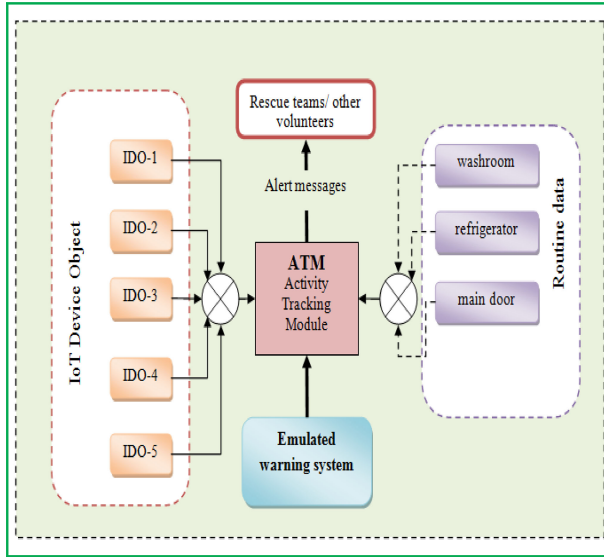 Rescue teams/ other
volunteers
Alert messages
IoT Device Object
IDO-1
IDO-2
IDO-3
IDO-4
IDO-5
ATM
Activity
Tracking
Module
Emulated
warning system
washroom
refrigerator
main door
Routine data